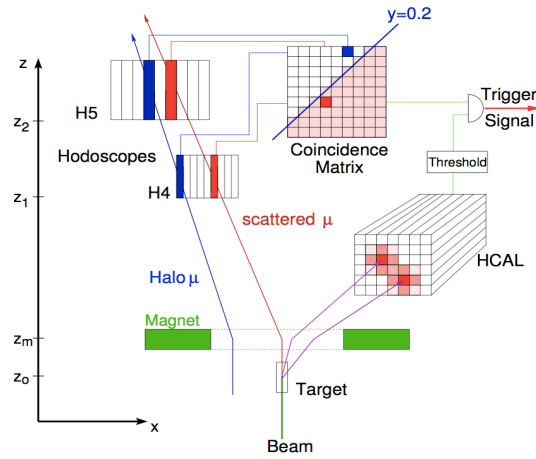 y=0.2
z
H5
z2
Trigger
Signal
Hodoscopes
Coincidence
Matrix
Threshold
H4
z1
scattered μ
HCAL
Halo μ
Magnet
zm
zo
Target
x
Beam